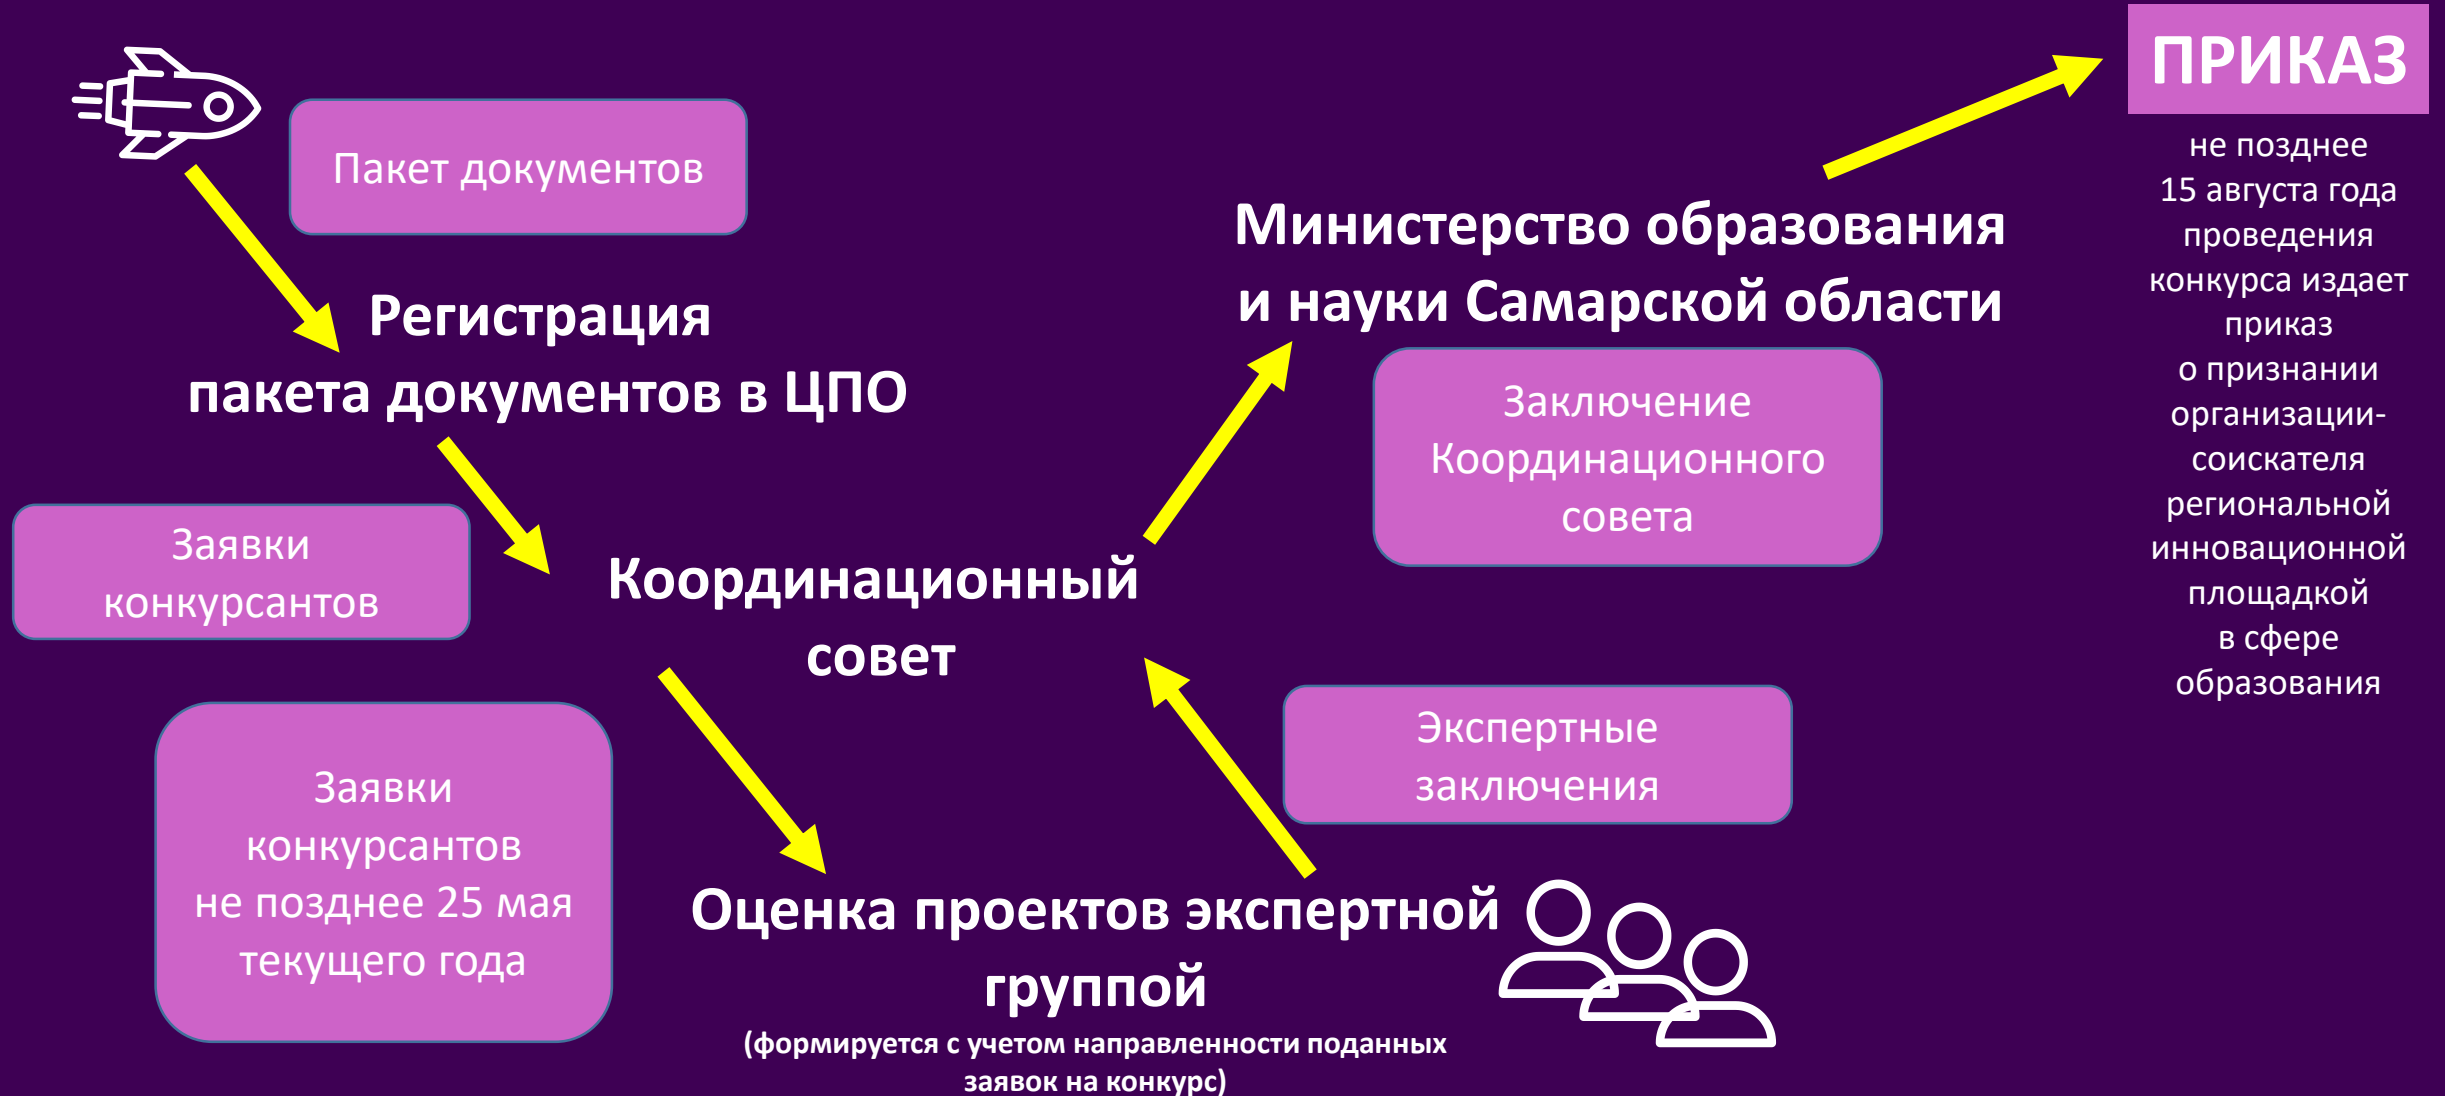 Пакет документов
Регистрация
пакета документов в ЦПО
Заявки
конкурсантов
Координационный
совет
Заявки
конкурсантов
не позднее 25 мая
текущего года
Оценка проектов экспертной
группой
(формируется с учетом направленности поданных
заявок на конкурс)
Экспертные
заключения
Министерство образования
и науки Самарской области
Заключение
Координационного
совета
ПРИКАЗ
не позднее
15 августа года
проведения
конкурса издает
приказ
о признании
организации-
соискателя
региональной
инновационной
площадкой
в сфере
образования